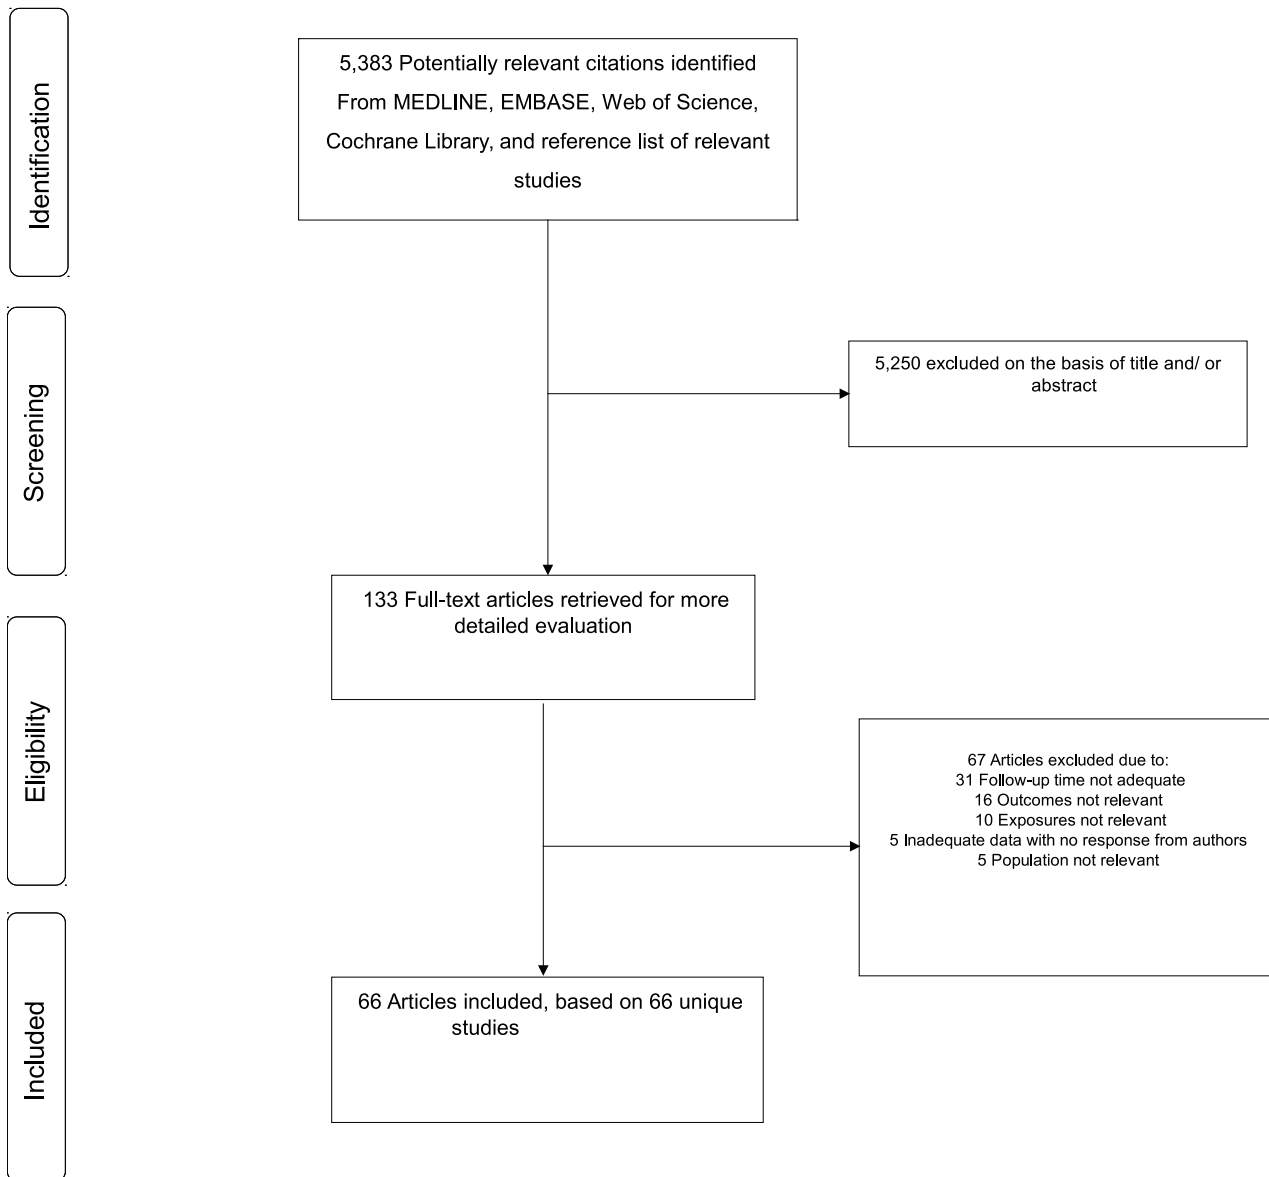 Identification
5,383 Potentially relevant citations identified
From MEDLINE, EMBASE, Web of Science,
Cochrane Library, and reference list of relevant
studies
Screening
5,250 excluded on the basis of title and/ or
abstract
133 Full-text articles retrieved for more
detailed evaluation
Eligibility
67 Articles excluded due to:
31 Follow-up time not adequate
16 Outcomes not relevant
10 Exposures not relevant
5 Inadequate data with no response from authors
5 Population not relevant
Included
66 Articles included, based on 66 unique
studies